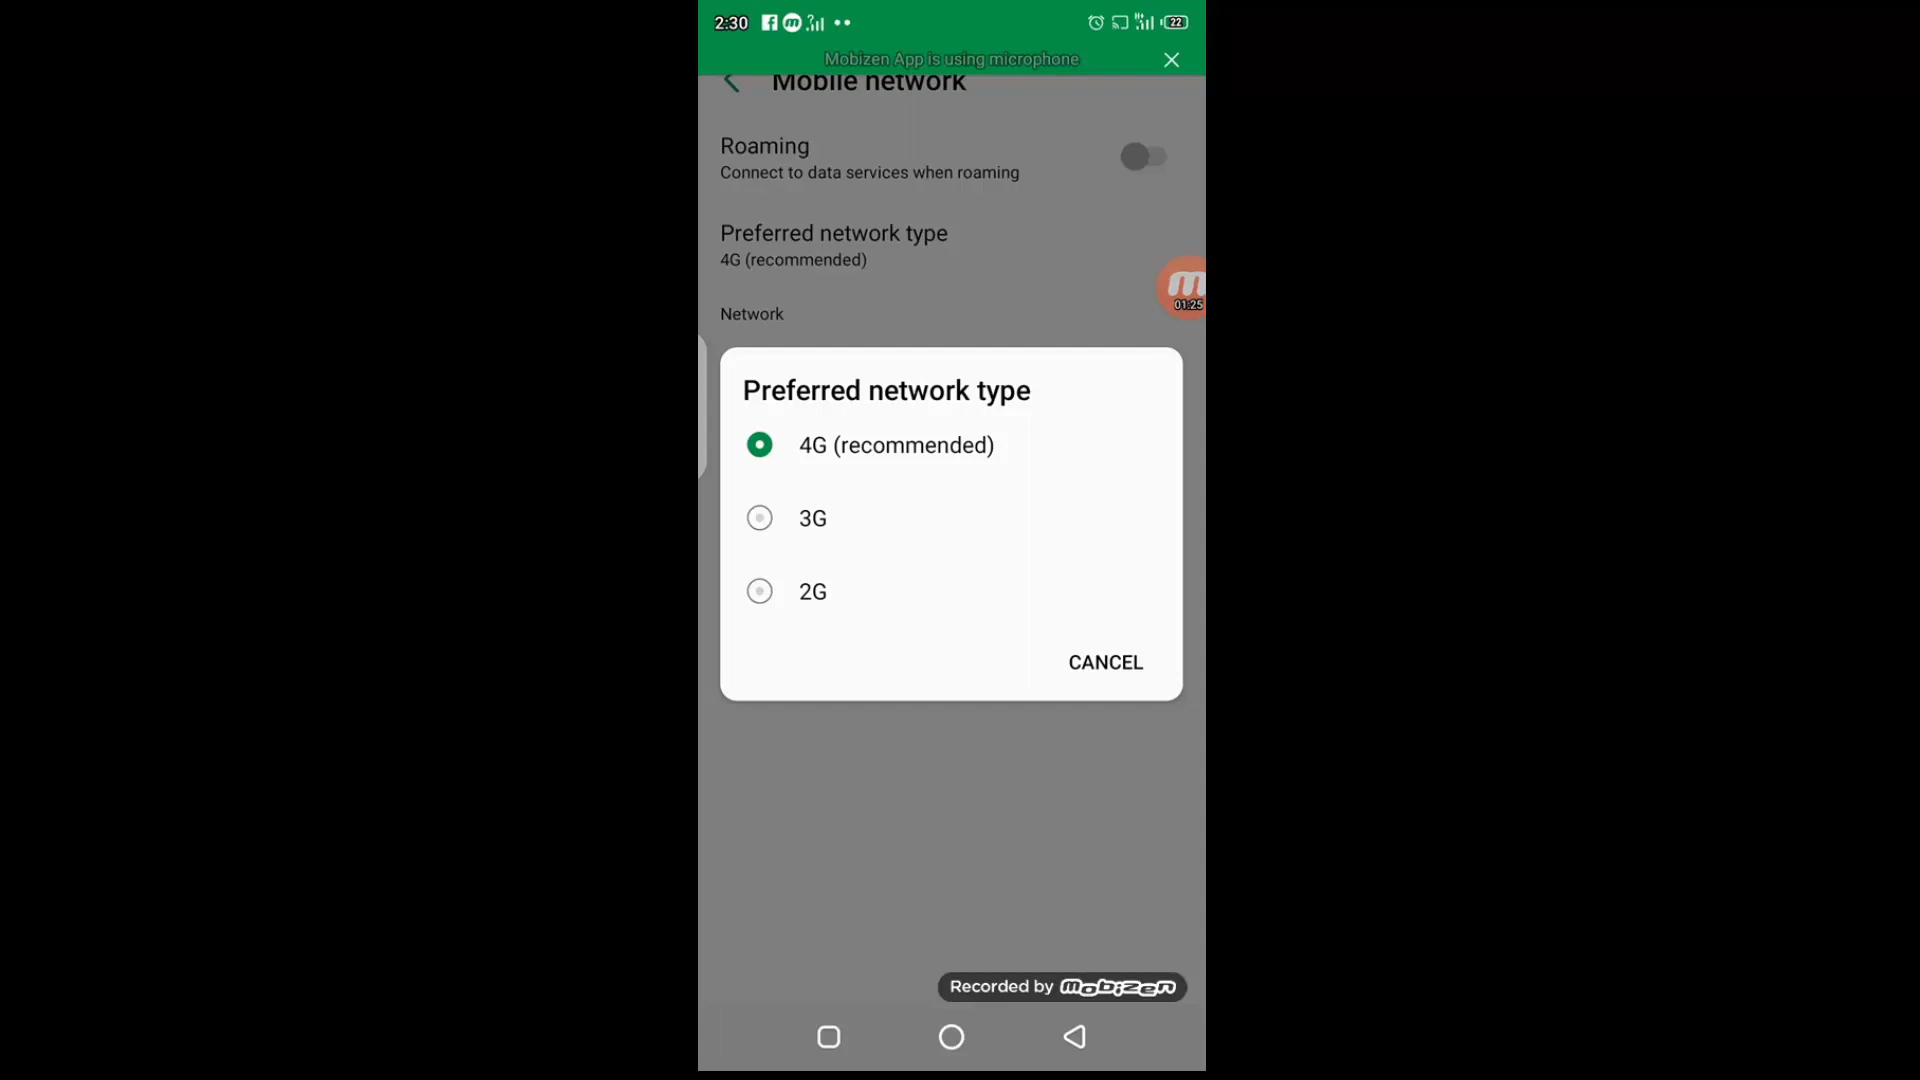 2:30
22
Mobizen App is using microphone
Mobile network
Roaming
Connect to data services when roaming
Preferred network type
4G (recommended)
01:25
Network
Preferred network type
4G (recommended)
3G
2G
CANCEL
Recorded by mobizen